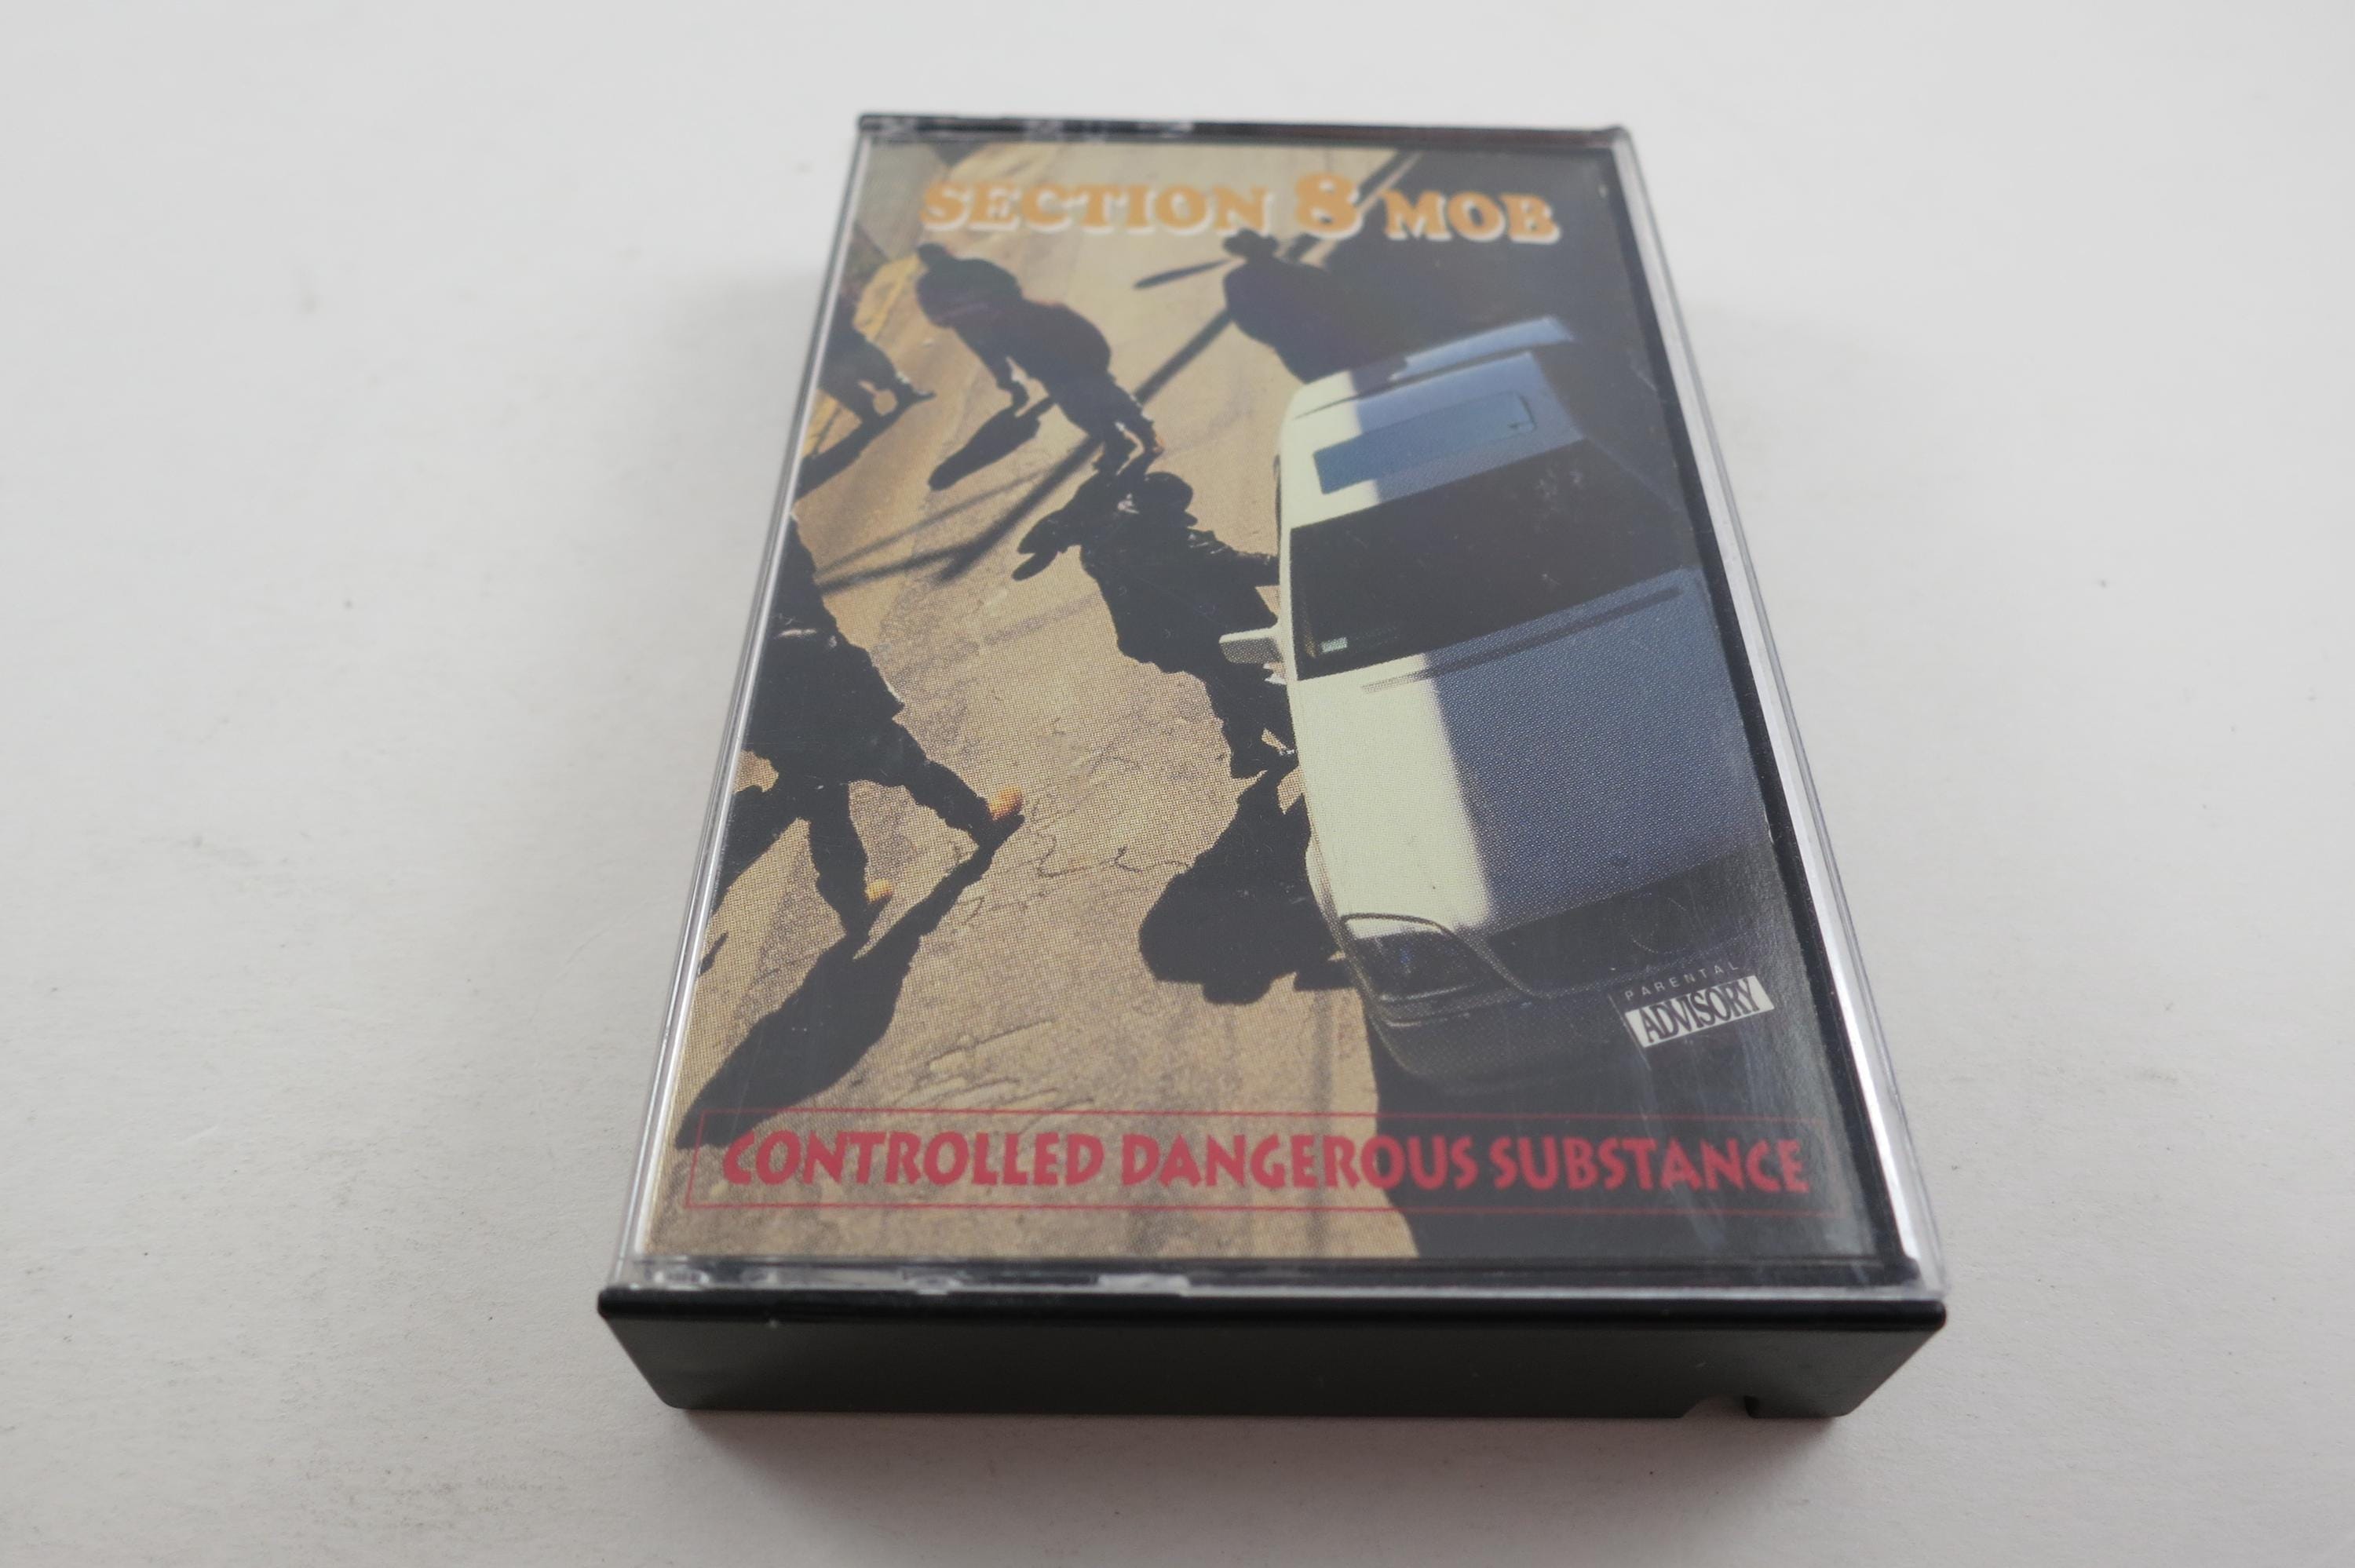 SECTION 8 MOB
PARENTAL
ADVISORY
CONTROLLED DANGEROUS SUBSTANCE